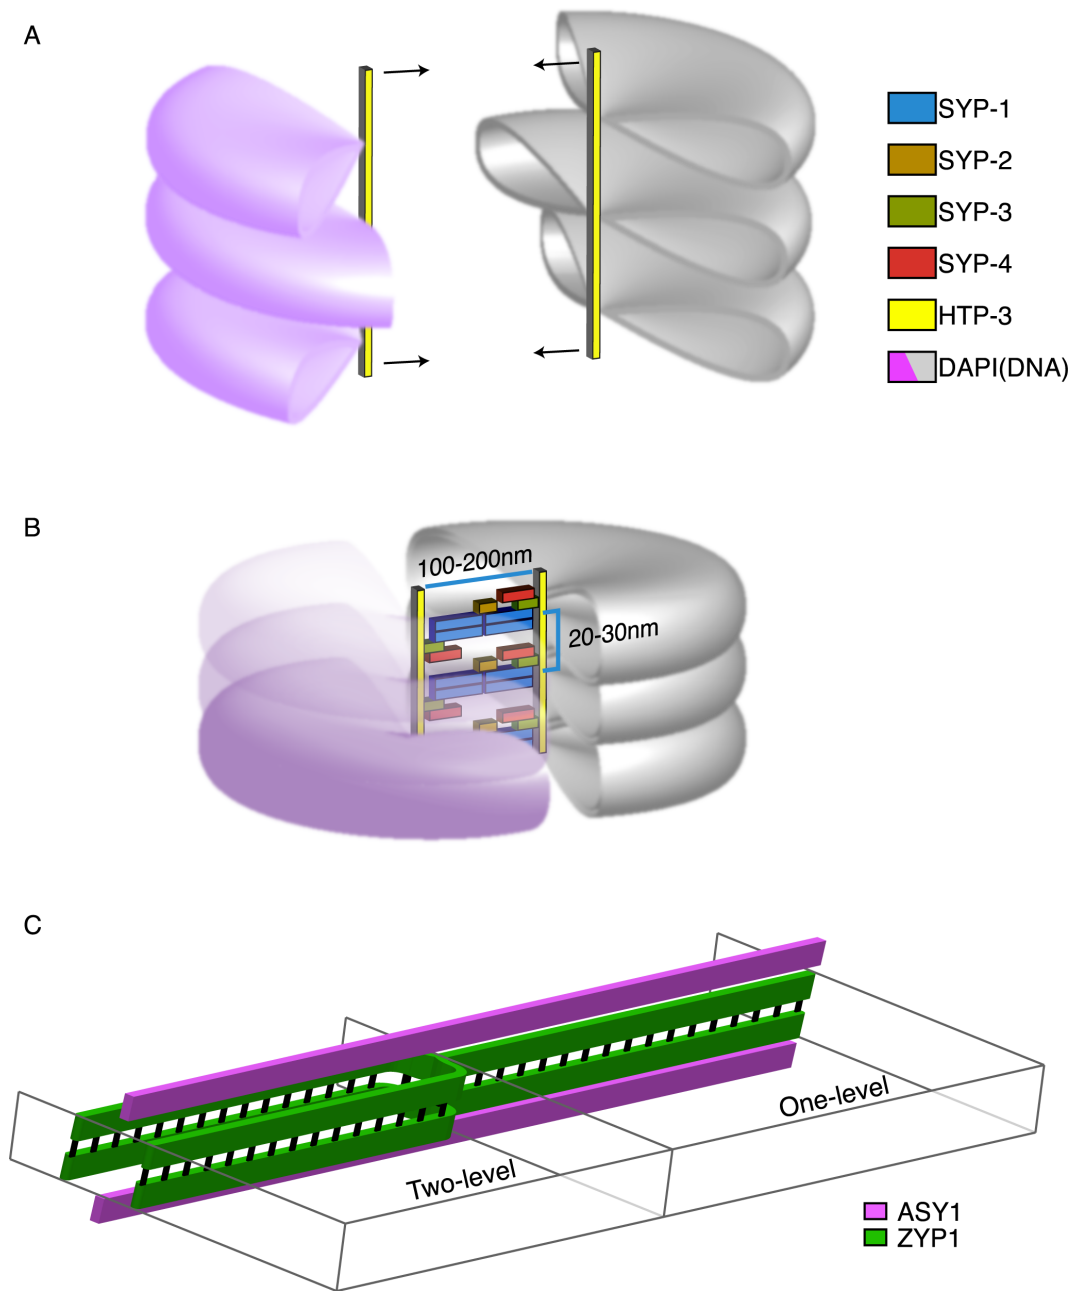 A
SYP-1
SYP-2
SYP-3
SYP-4
HTP-3
DAPI(DNA)
B
100-200nm
20-30nm
C
One-level
Two-level
ASY1
ZYP1